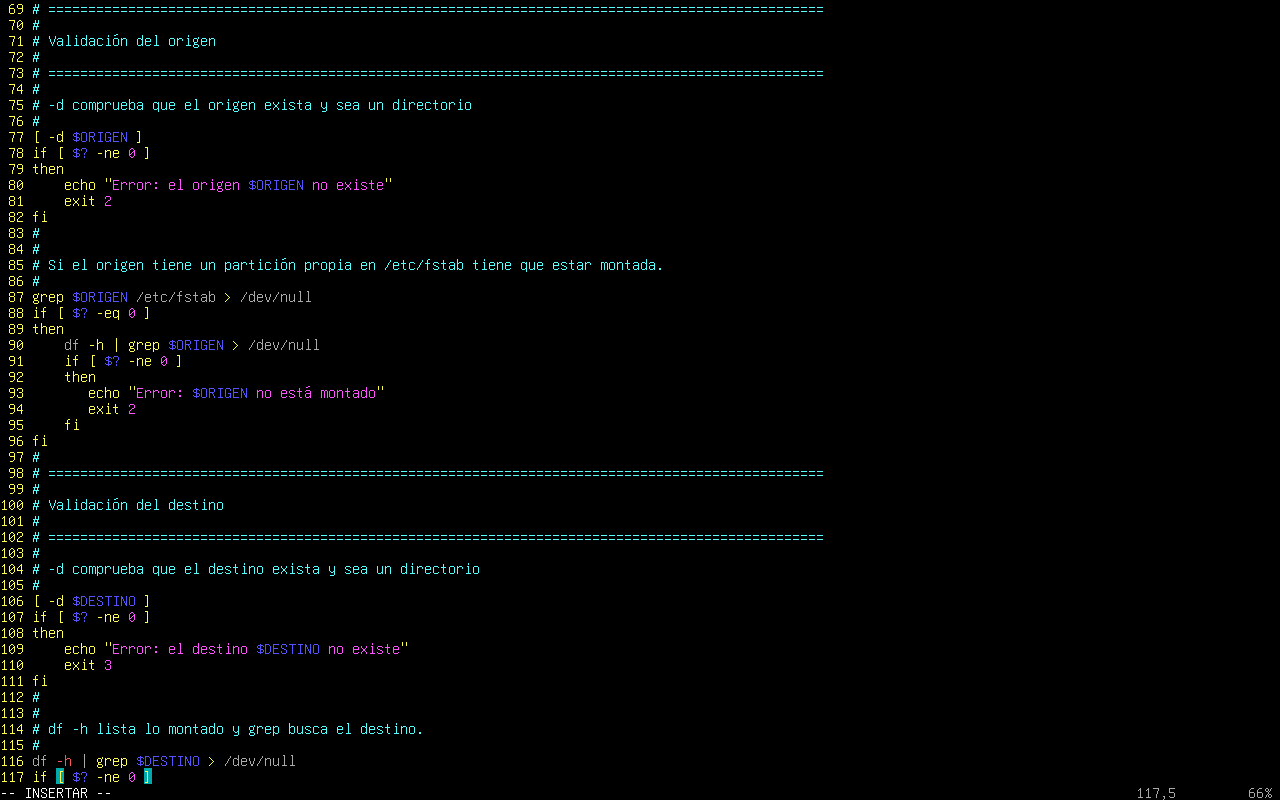 69 # =================================================================================================
70 #
71 # Validación del origen
72 #
73 # =================================================================================================
74 #
75 # -d comprueba que el origen exista y sea un directorio
76 #
77 [ -d $ORIGEN ]
78 if [ $? -ne 0 ]
79 then
80     echo "Error: el origen $ORIGEN no existe"
81     exit 2
82 fi
83 #
84 #
85 # Si el origen tiene un partición propia en /etc/fstab tiene que estar montada.
86 #
87 grep $ORIGEN /etc/fstab > /dev/null
88 if [ $? -eq 0 ]
89 then
90     df -h | grep $ORIGEN > /dev/null
91     if [ $? -ne 0 ]
92     then
93        echo "Error: $ORIGEN no está montado"
94        exit 2
95     fi
96 fi
97 #
98 # =================================================================================================
99 #
100 # Validación del destino
101 #
102 # =================================================================================================
103 #
104 # -d comprueba que el destino exista y sea un directorio
105 #
106 [ -d $DESTINO ]
107 if [ $? -ne 0 ]
108 then
109     echo "Error: el destino $DESTINO no existe"
110     exit 3
111 fi
112 #
113 #
114 # df -h lista lo montado y grep busca el destino.
115 #
116 df -h | grep $DESTINO > /dev/null
117 if [ $? -ne 0 ]
-- INSERTAR -- 117,5 66%